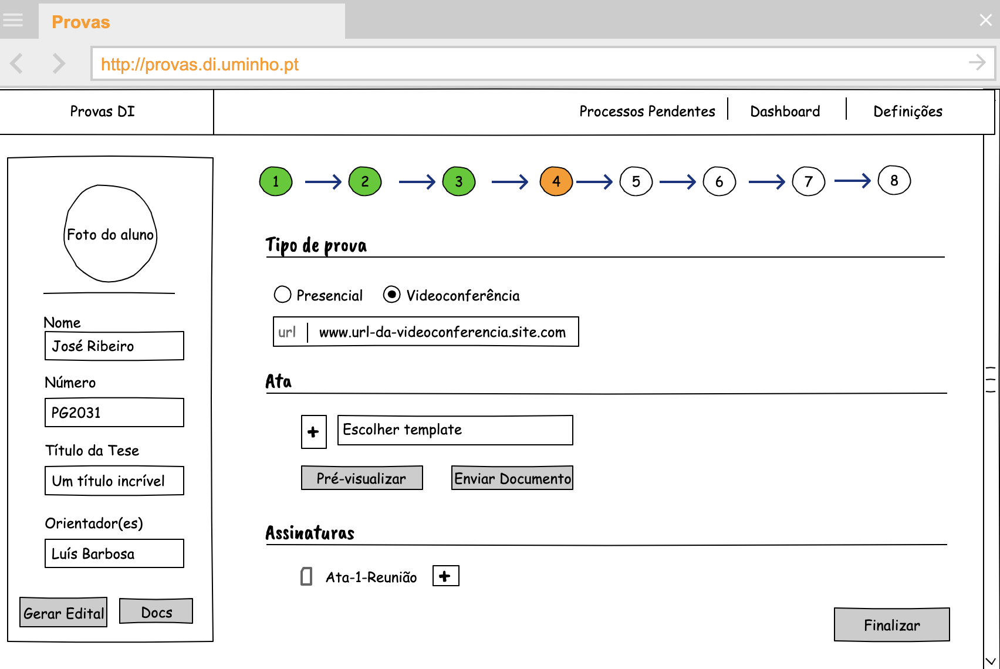 Provas
http://provas.di.uminho.pt
Provas DI
Processos Pendentes
Dashboard
Definições
Foto do aluno
Nome
José Ribeiro
Número
PG2031
Título da Tese
Um título incrível
Orientador(es)
Luís Barbosa
Gerar Edital
Docs
1
2
3
4
5
6
7
8
Tipo de prova
Presencial
Videoconferência
url
www.url-da-videoconferencia.site.com
Ata
+
Escolher template
Pré-visualizar
Enviar Documento
Assinaturas
Ata-1-Reunião
+
Finalizar